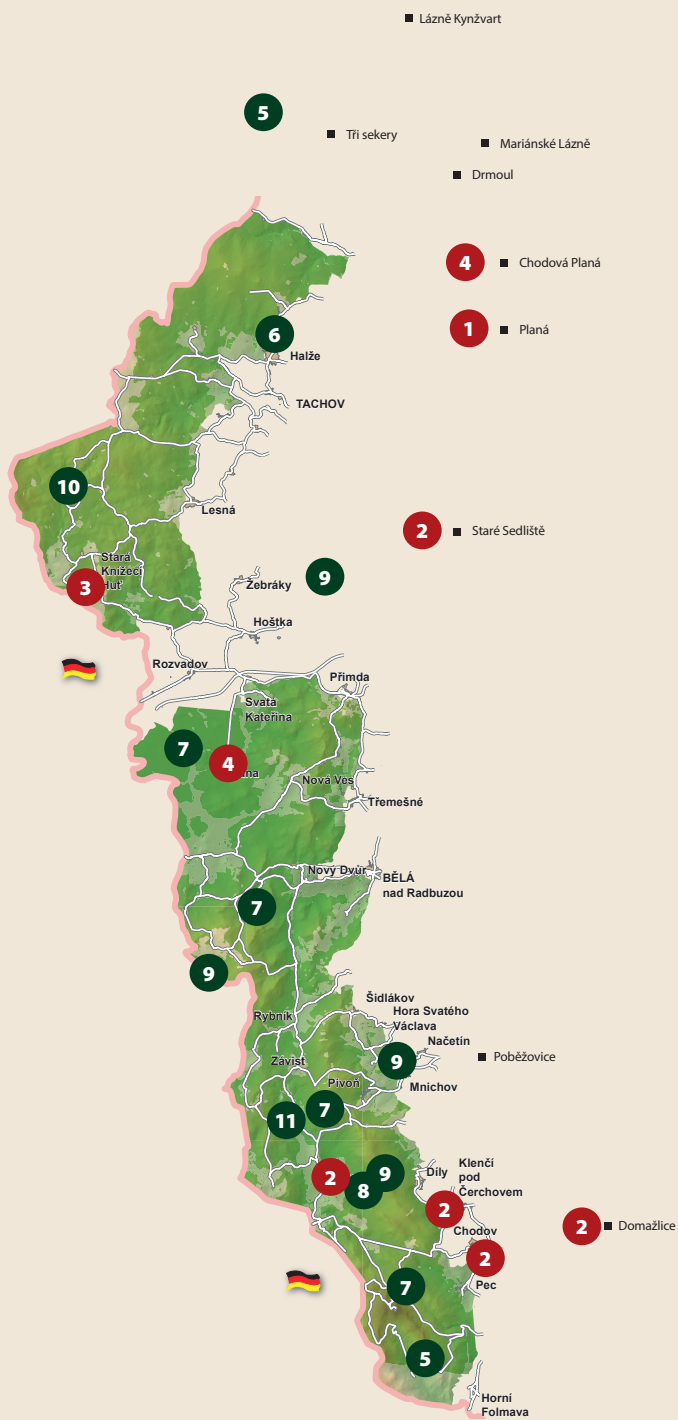 Lázně Kynžvart
5
Tři sekery
Mariánské Lázně
Drmoul
4
Chodová Planá
1
Planá
6
Halže
TACHOV
10
Lesná
2
Staré Sedliště
Stará
Knížecí
Huť
3
9
Žebráky
Hoštka
Rozvadov
Přimda
Svatá
Kateřina
7
4
na
Nová Ves
Třemešné
Nový Dvůr
BĚLÁ
nad Radbuzou
7
9
Šidlákov
Rybník
Hora Svatého
Václava
Načetín
9
Poběžovice
Závist
Mnichov
Pivoň
7
11
2
9
8
Díly
Klenčí
pod
Čerchovem
2
Chodov
2
Domažlice
2
Pec
7
5
Horní
Folmava